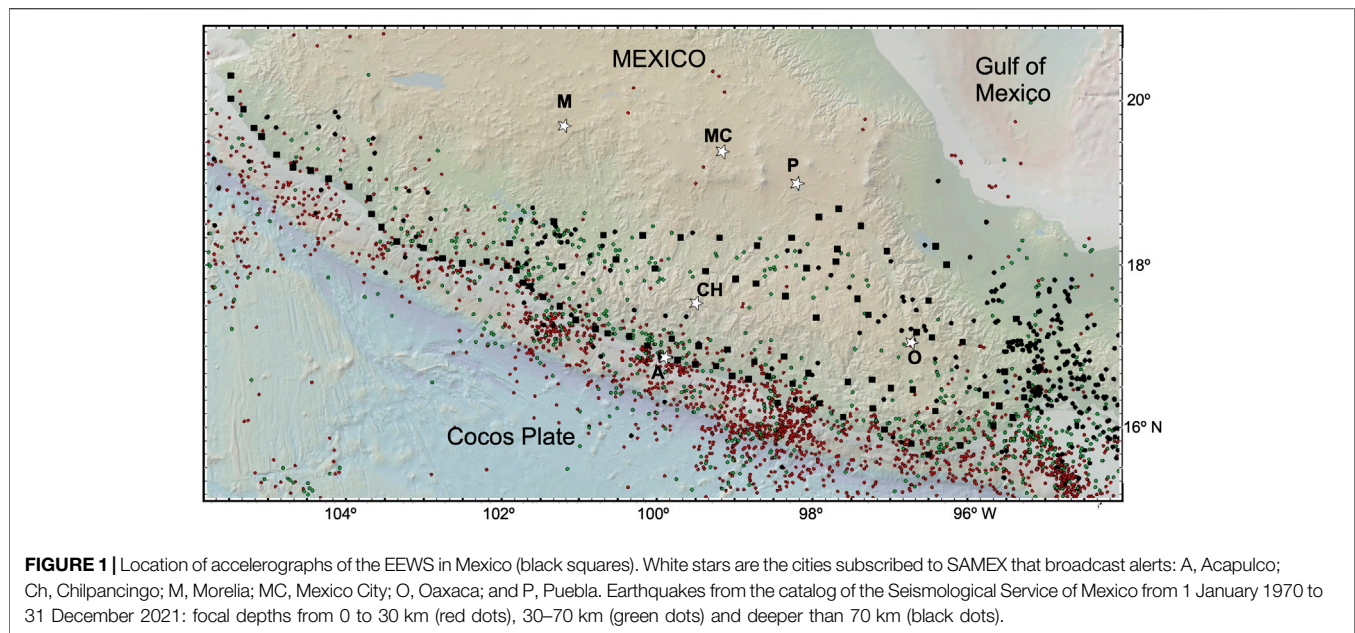 MEXICO
Gulf of
Mexico
20º
M
MC
P
18º
CH
O
A
16º N
Cocos Plate
104º 102º 100º 98º 96º W
FIGURE 1 | Location of accelerographs of the EEWS in Mexico (black squares). White stars are the cities subscribed to SAMEX that broadcast alerts: A, Acapulco;
Ch, Chilpancingo; M, Morelia; MC, Mexico City; O, Oaxaca; and P, Puebla. Earthquakes from the catalog of the Seismological Service of Mexico from 1 January 1970 to
31 December 2021: focal depths from 0 to 30 km (red dots), 30–70 km (green dots) and deeper than 70 km (black dots).